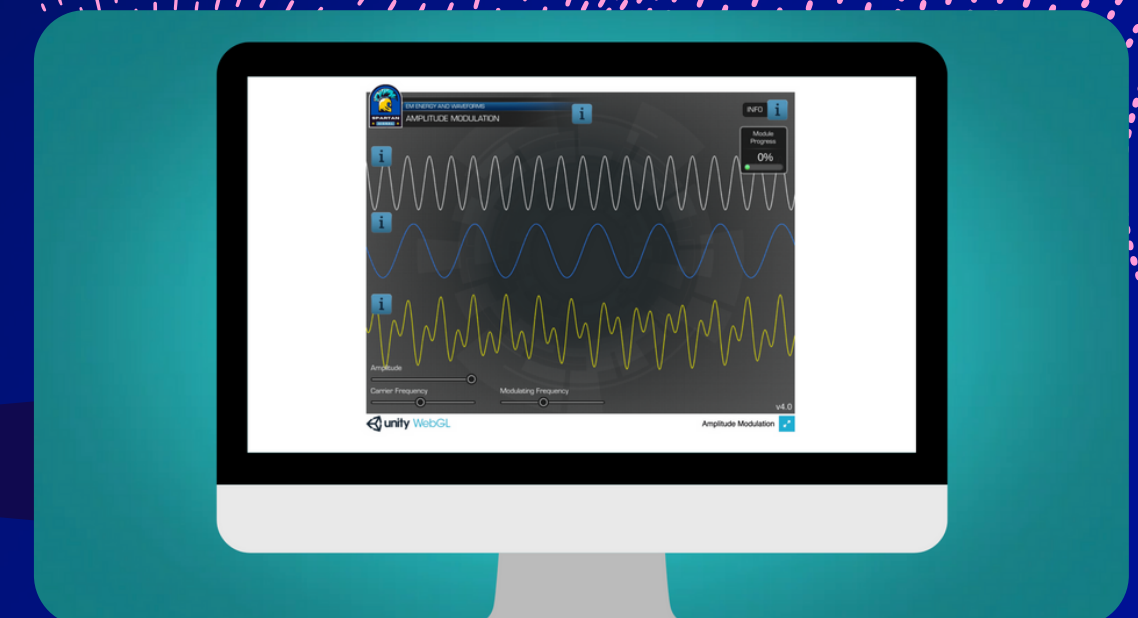 EM ENERGY AND WAVEFORMS
AMPLITUDE MODULATION
i
INFO i
SPARTAN
Module
Progress
0%
i
i
i
Amplitude
Carrier Frequency
Modulating Frequency
v4.0
unity WebGL
Amplitude Modulation